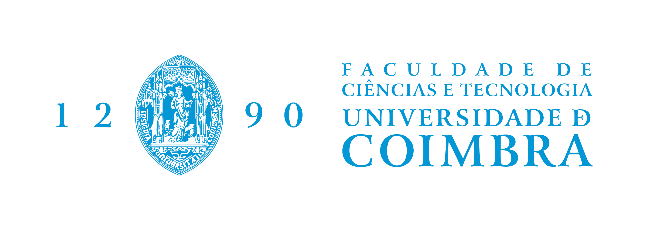 12 90
FACULDADE DE
CIÊNCIAS E TECNOLOGIA
UNIVERSIDADE D
COIMBRA